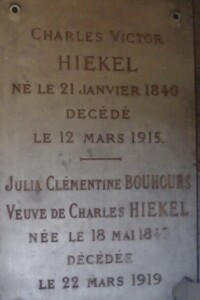 CHARLES VICTOR
HIEKEL
NÉ LE 21 JANVIER 1840
DÉCÉDÉ
LE 12 MARS 1915.
JULIA CLÉMENTINE BOUHOURS
VEUVE DE CHARLES HIEKEL
NÉE LE 18 MAI
DÉCÉDÉE
LE 22 MARS 1919